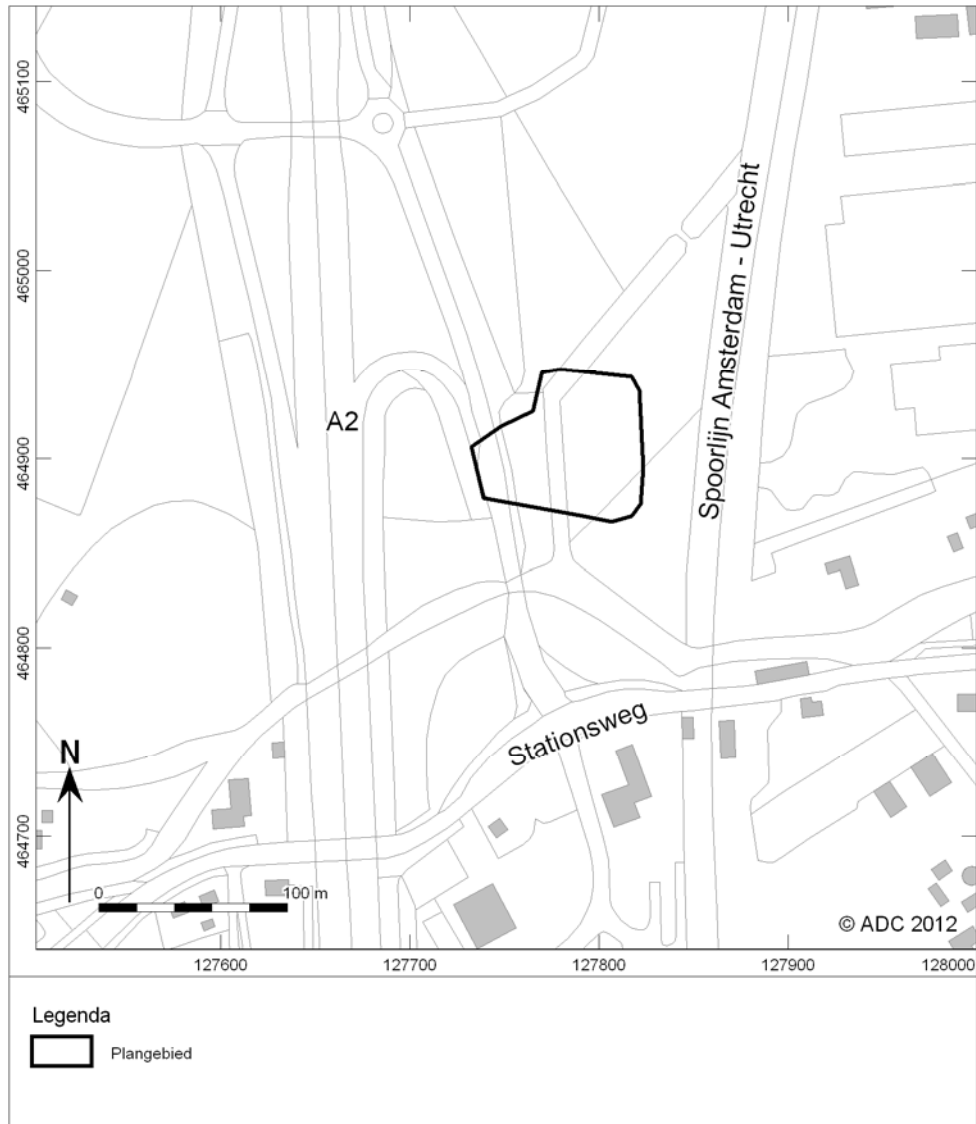 465100
465000
464900
464800
464700
Spoorlijn Amsterdam - Utrecht
A2
Stationsweg
N
0 100 m
© ADC 2012
127600 127700 127800 127900 128000
Legenda
Plangebied